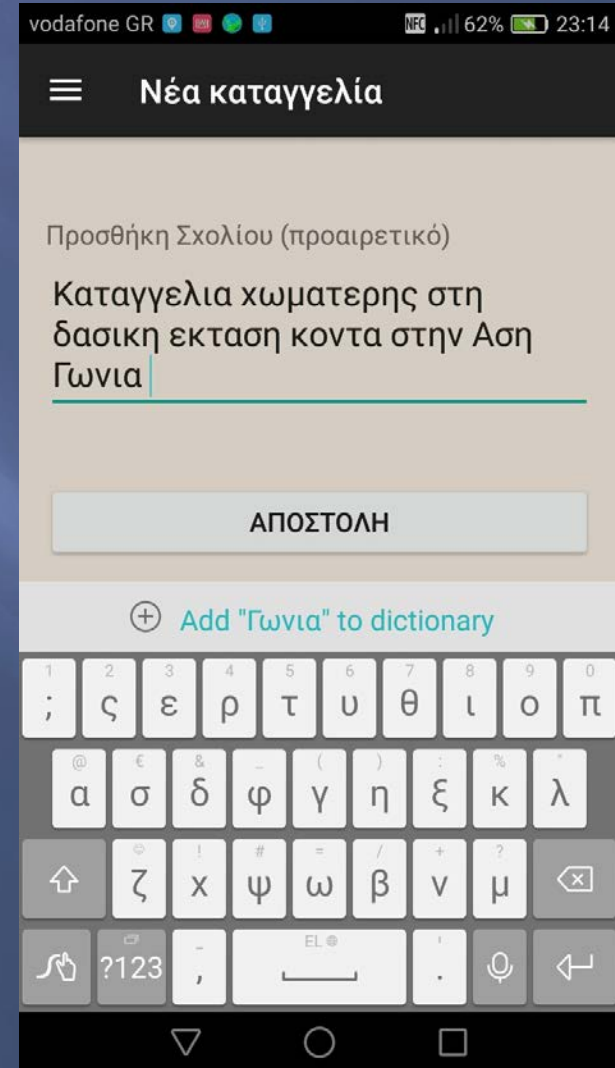 vodafone GR 62% 23:14
Νέα καταγγελία
Προσθήκη Σχολίου (προαιρετικό)
Καταγγελια χωματερης στη
δασικη εκταση κοντα στην Αση
Γωνια
ΑΠΟΣΤΟΛΗ
Add "Γωνια" to dictionary
1 2 3 4 5 6 7 8 9 0
; ς ε ρ τ υ θ ι ο π
@ € & _ ( ) : % "
α σ δ φ γ η ξ κ λ
! # = / + ?
ζ χ ψ ω β ν μ
EL
?123 , .